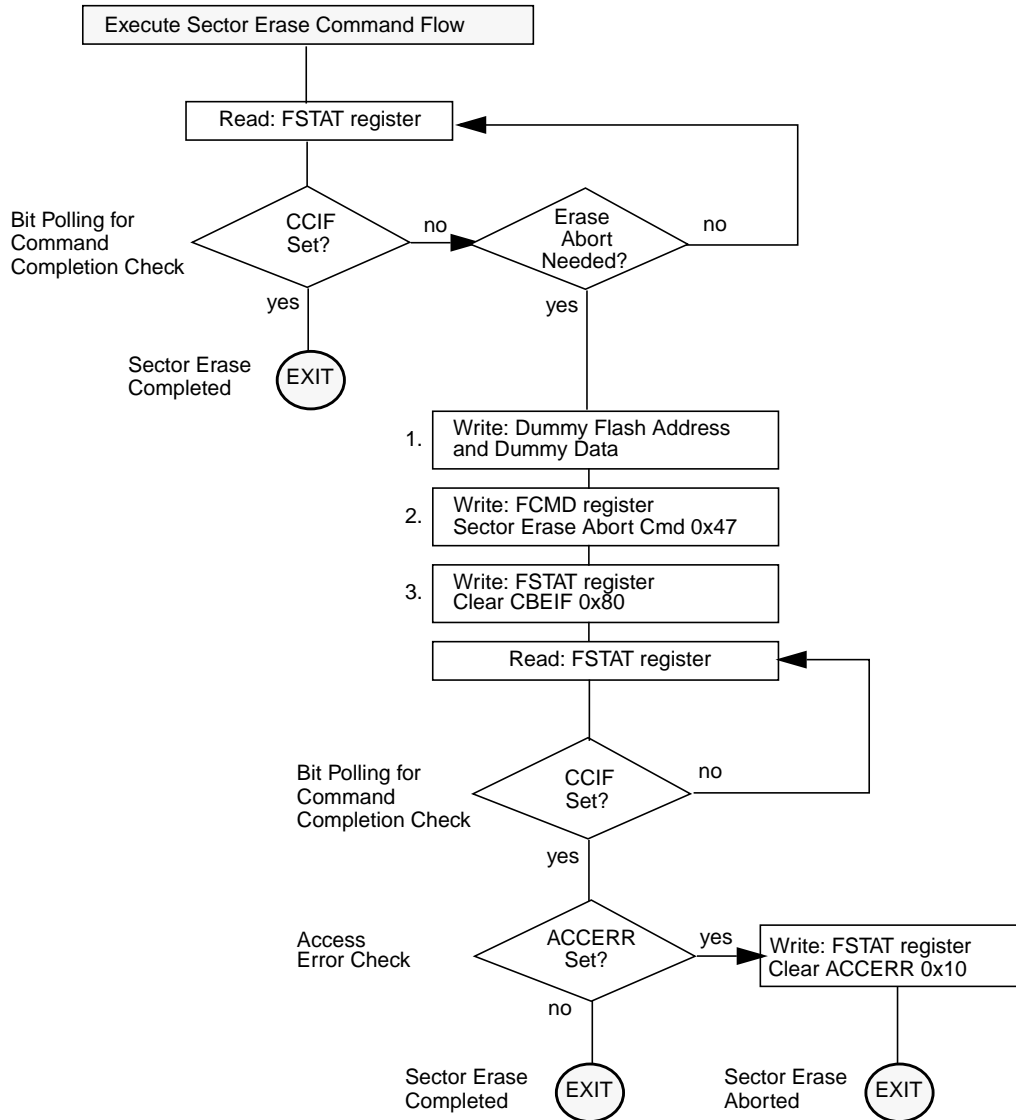 Execute Sector Erase Command Flow
Read: FSTAT register
Bit Polling for
Command
Completion Check
CCIF
Set?
no
Erase
Abort
Needed?
no
yes
yes
Sector Erase
Completed
EXIT
1.
Write: Dummy Flash Address
and Dummy Data
2.
Write: FCMD register
Sector Erase Abort Cmd 0x47
3.
Write: FSTAT register
Clear CBEIF 0x80
Read: FSTAT register
Bit Polling for
Command
Completion Check
CCIF
Set?
no
yes
Access
Error Check
ACCERR
Set?
yes
Write: FSTAT register
Clear ACCERR 0x10
no
Sector Erase
Completed
EXIT
Sector Erase
Aborted
EXIT